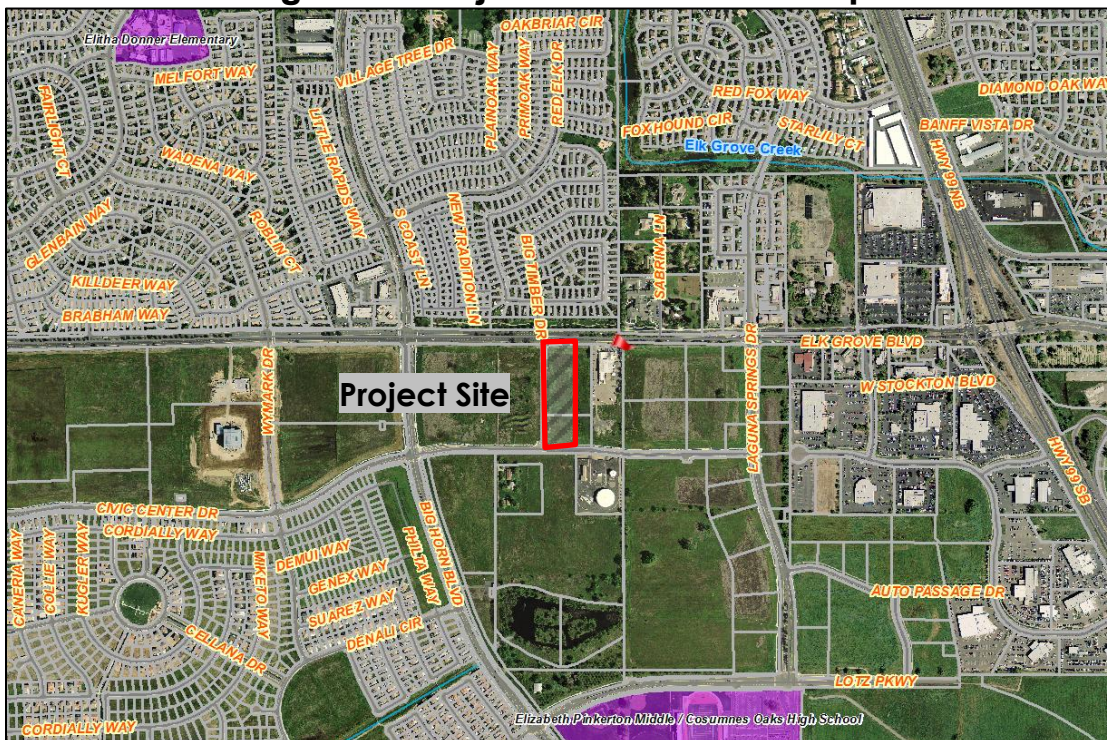 Elitha Donner Elementary
OAKBRIAR CIR
VILLAGE TREE DR
PLAINOAK WAY
PRIMOAK WAY
RED ELK DR
MELFORT WAY
FAIRLIGHT CT
LITTLE RAPIDS WAY
RED FOX WAY
DIAMOND OAK WAY
FOX HOUND CIR
STARLILY CT
BANFF VISTA DR
Elk Grove Creek
HWY 99 NB
WADENA WAY
ROBLIN CT
GLENBAIN WAY
S COAST LN
NEW TRADITION LN
BIG TIMBER DR
SABRINA LN
KILLDEER WAY
BRABHAM WAY
WYMARK DR
LAGUNA SPRINGS DR
ELK GROVE BLVD
Project Site
W STOCKTON BLVD
HWY 99 SB
CIVIC CENTER DR
CORDIALLY WAY
CANERIA WAY
COLLIE WAY
KUGLER WAY
MIKETO WAY
DEMUI WAY
GENEX WAY
PHILTA WAY
BIG HORN BLVD
SUAREZ WAY
DENALI CIR
CELLANA DR
AUTO PASSAGE DR
LOTZ PKWY
Elizabeth Pinkerton Middle / Cosumnes Oaks High School
CORDIALLY WAY